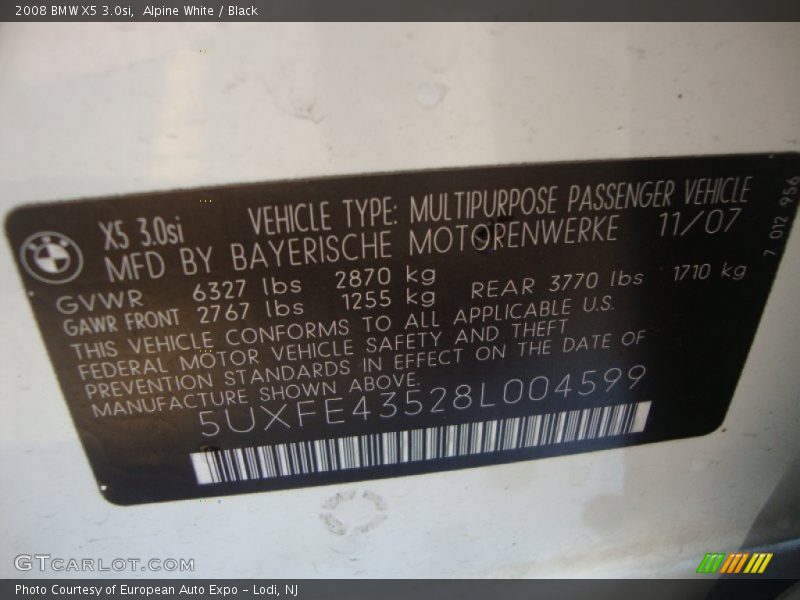 2008 BMW X5 3.0si,  Alpine White / Black
X5 3.0si VEHICLE TYPE: MULTIPURPOSE PASSENGER VEHICLE
MFD BY BAYERISCHE MOTORENWERKE 11/07
GVWR 6327 lbs 2870 kg
GAWR FRONT 2767 lbs 1255 kg REAR 3770 lbs 1710 kg
THIS VEHICLE CONFORMS TO ALL APPLICABLE U.S.
FEDERAL MOTOR VEHICLE SAFETY AND THEFT
PREVENTION STANDARDS IN EFFECT ON THE DATE OF
MANUFACTURE SHOWN ABOVE.
5UXFE43528L004599
7 012 956
BMW
GTCARLOT.COM
Photo Courtesy of European Auto Expo - Lodi, NJ